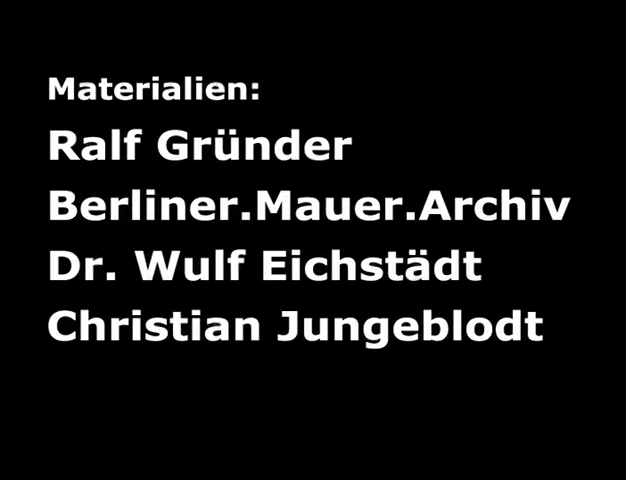 Materialien:
Ralf Gründer
Berliner.Mauer.Archiv
Dr. Wulf Eichstädt
Christian Jungeblodt